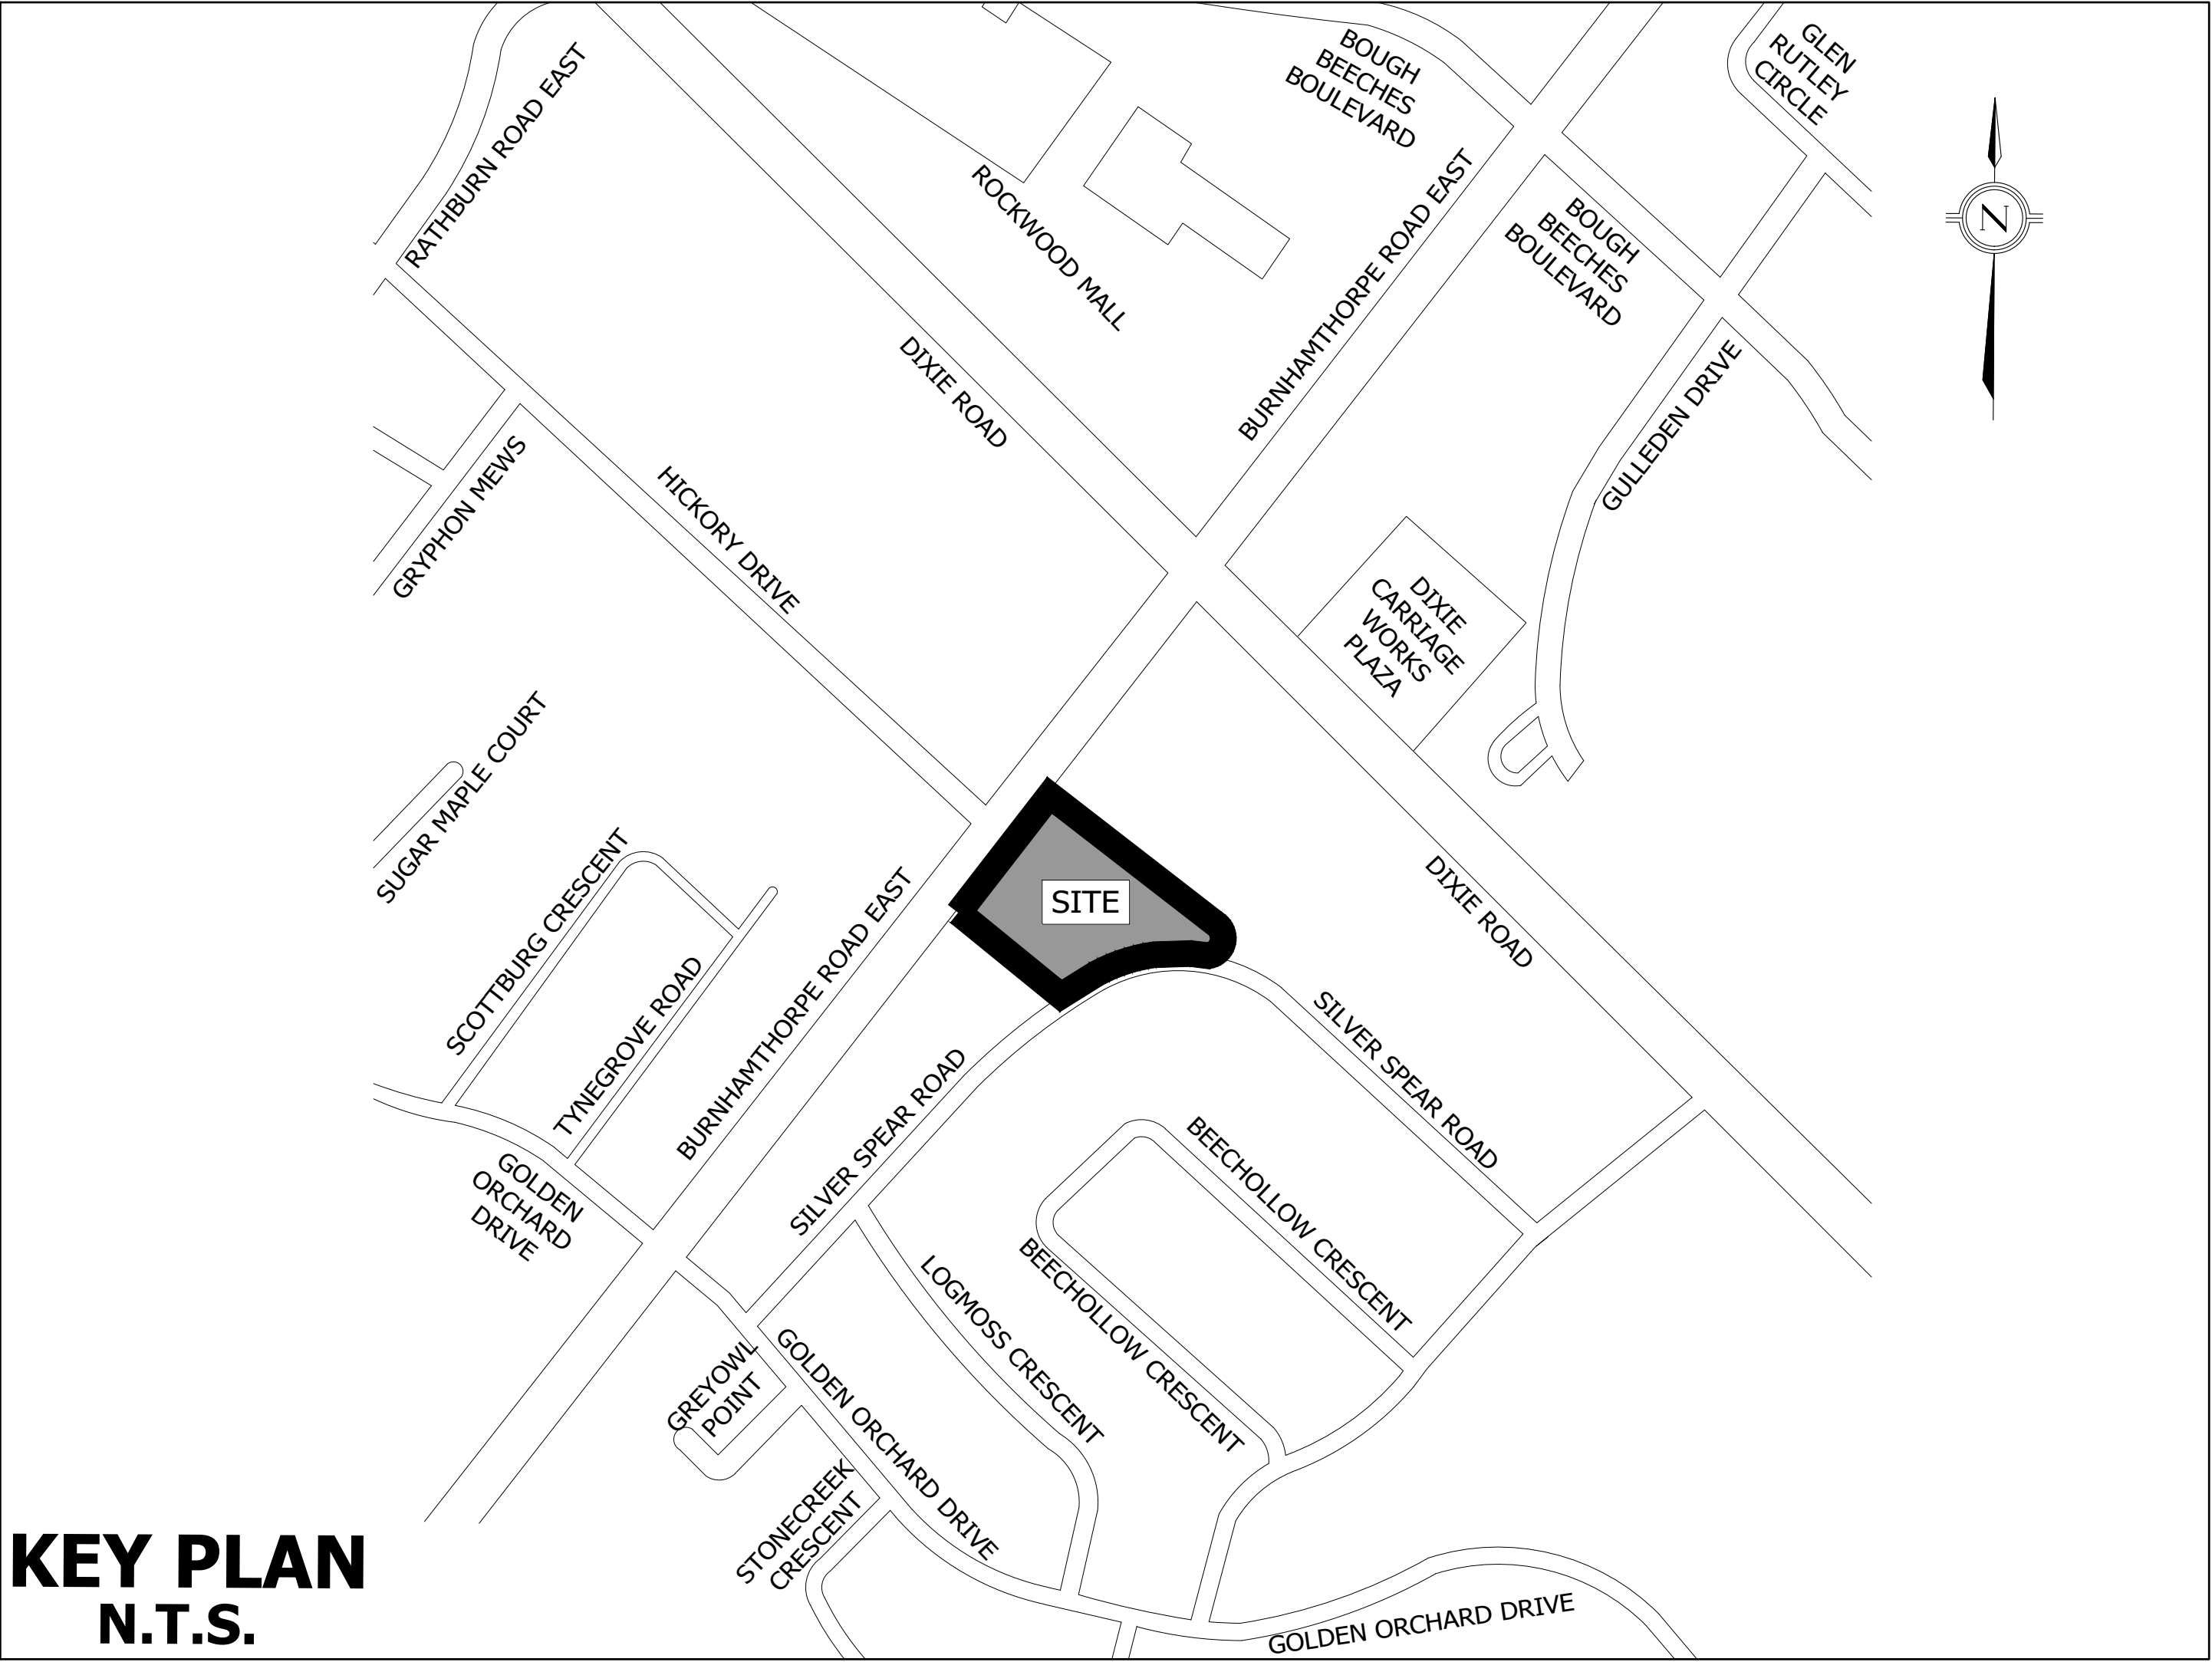 RATHBURN ROAD EAST
BOUGH
BEECHES
BOULEVARD
GLEN
RUTLEY
CIRCLE
ROCKWOOD MALL
BURNHAMTHORPE ROAD EAST
BOUGH
BEECHES
BOULEVARD
N
DIXIE ROAD
GULLEDEN DRIVE
GRYPHON MEWS
HICKORY DRIVE
DIXIE
CARRIAGE
WORKS
PLAZA
SUGAR MAPLE COURT
SCOTTBURG CRESCENT
SITE
DIXIE ROAD
TYNEGROVE ROAD
BURNHAMTHORPE ROAD EAST
SILVER SPEAR ROAD
SILVER SPEAR ROAD
GOLDEN
ORCHARD
DRIVE
BEECHOLLOW CRESCENT
BEECHOLLOW CRESCENT
LOGMOSS CRESCENT
GREYOWL
POINT
GOLDEN ORCHARD DRIVE
STONECREEK
CRESCENT
GOLDEN ORCHARD DRIVE
KEY PLAN
N.T.S.